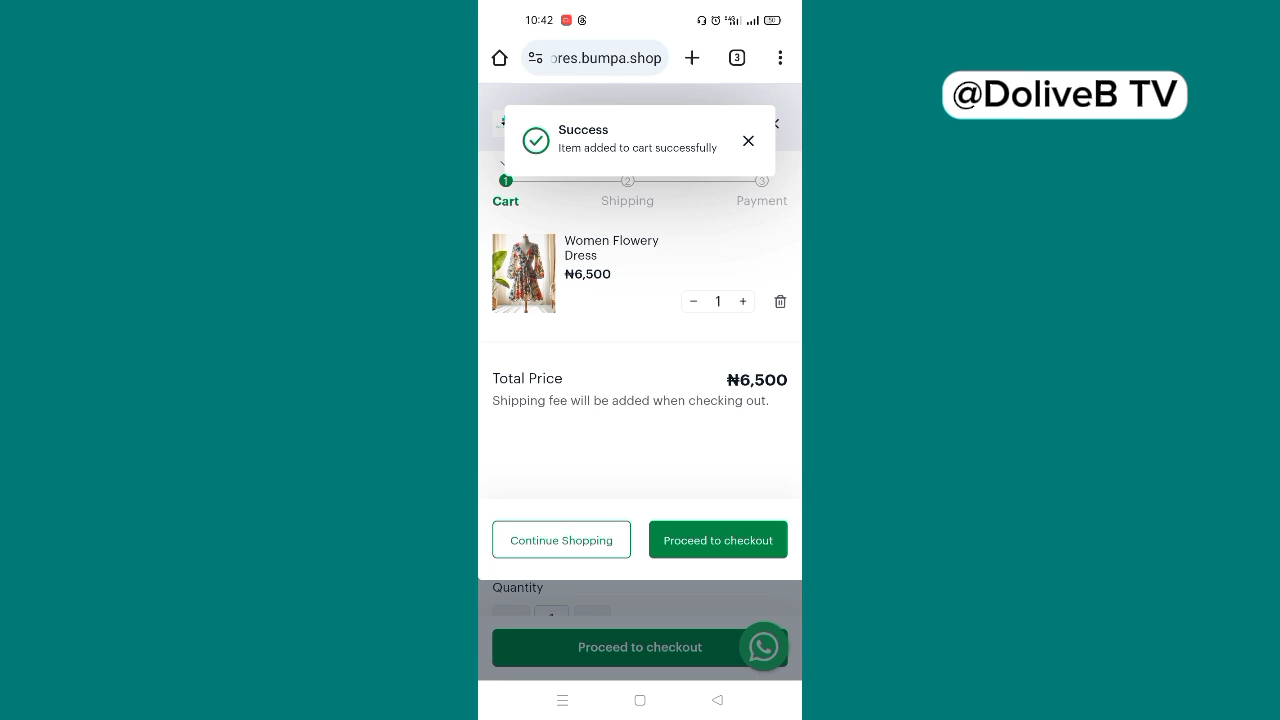 10:42
50
ores.bumpa.shop
3
@DoliveB TV
Success
Item added to cart successfully
1
2
3
Cart
Shipping
Payment
Women Flowery
Dress
₦6,500
− 1 +
Total Price
₦6,500
Shipping fee will be added when checking out.
Continue Shopping
Proceed to checkout
Quantity
Proceed to checkout